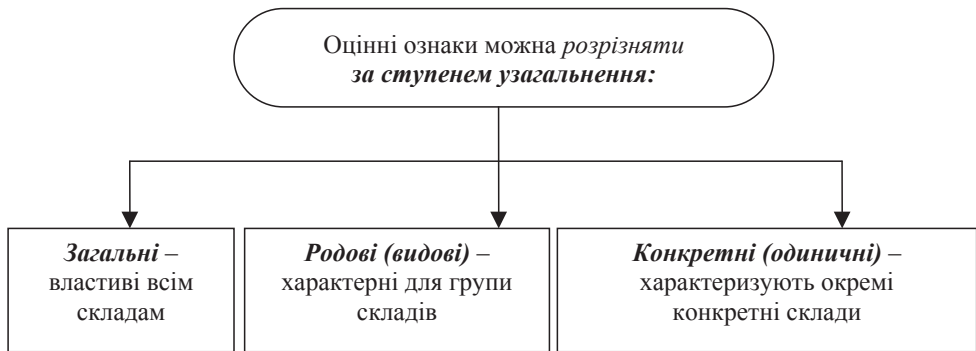 Оцінні ознаки можна розрізняти
за ступенем узагальнення:
Загальні –
властиві всім
складам
Родові (видові) –
характерні для групи
складів
Конкретні (одиничні) –
характеризують окремі
конкретні склади